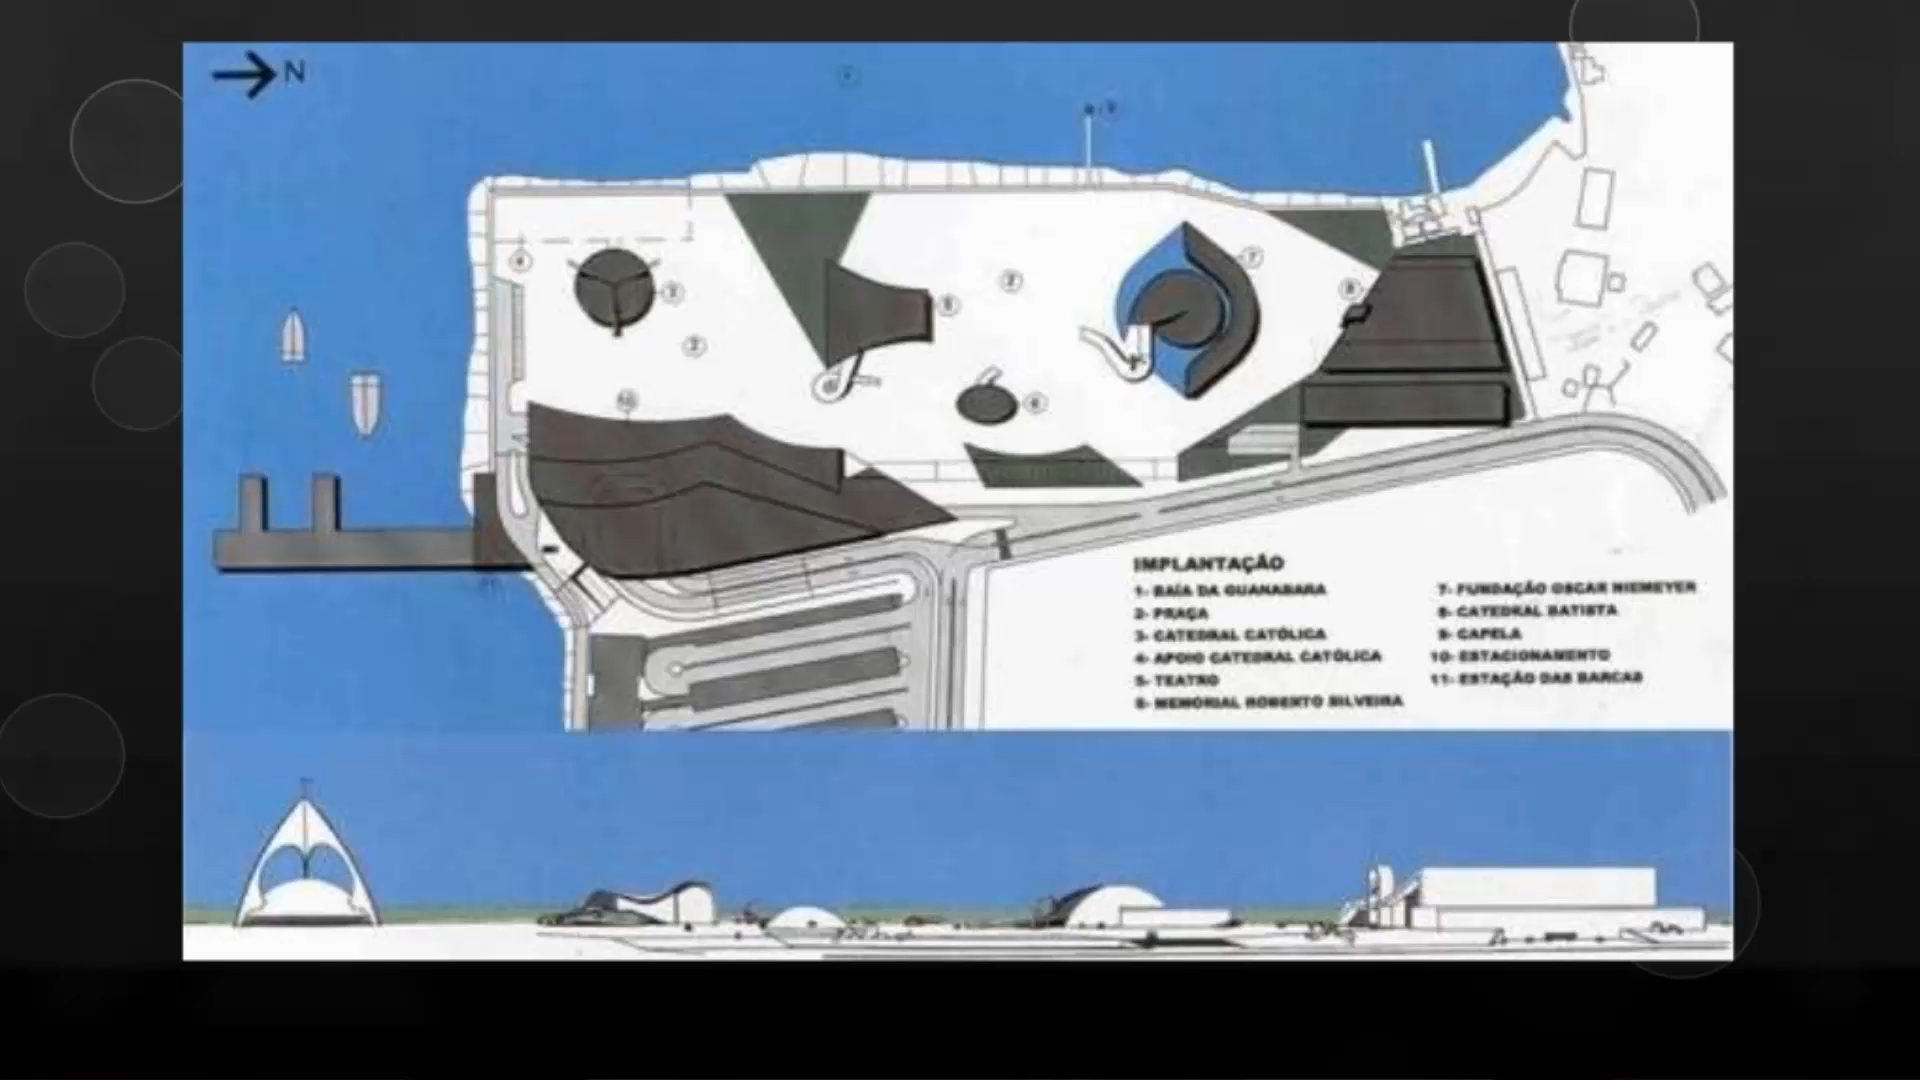 N
IMPLANTAÇÃO
1- BAÍA DA GUANABARA
2- PRAÇA
3- CATEDRAL CATÓLICA
4- APOIO CATEDRAL CATÓLICA
5- TEATRO
6- MEMORIAL ROBERTO SILVEIRA
7- FUNDAÇÃO OSCAR NIEMEYER
8- CATEDRAL BATISTA
9- CAPELA
10- ESTACIONAMENTO
11- ESTAÇÃO DAS BARCAS